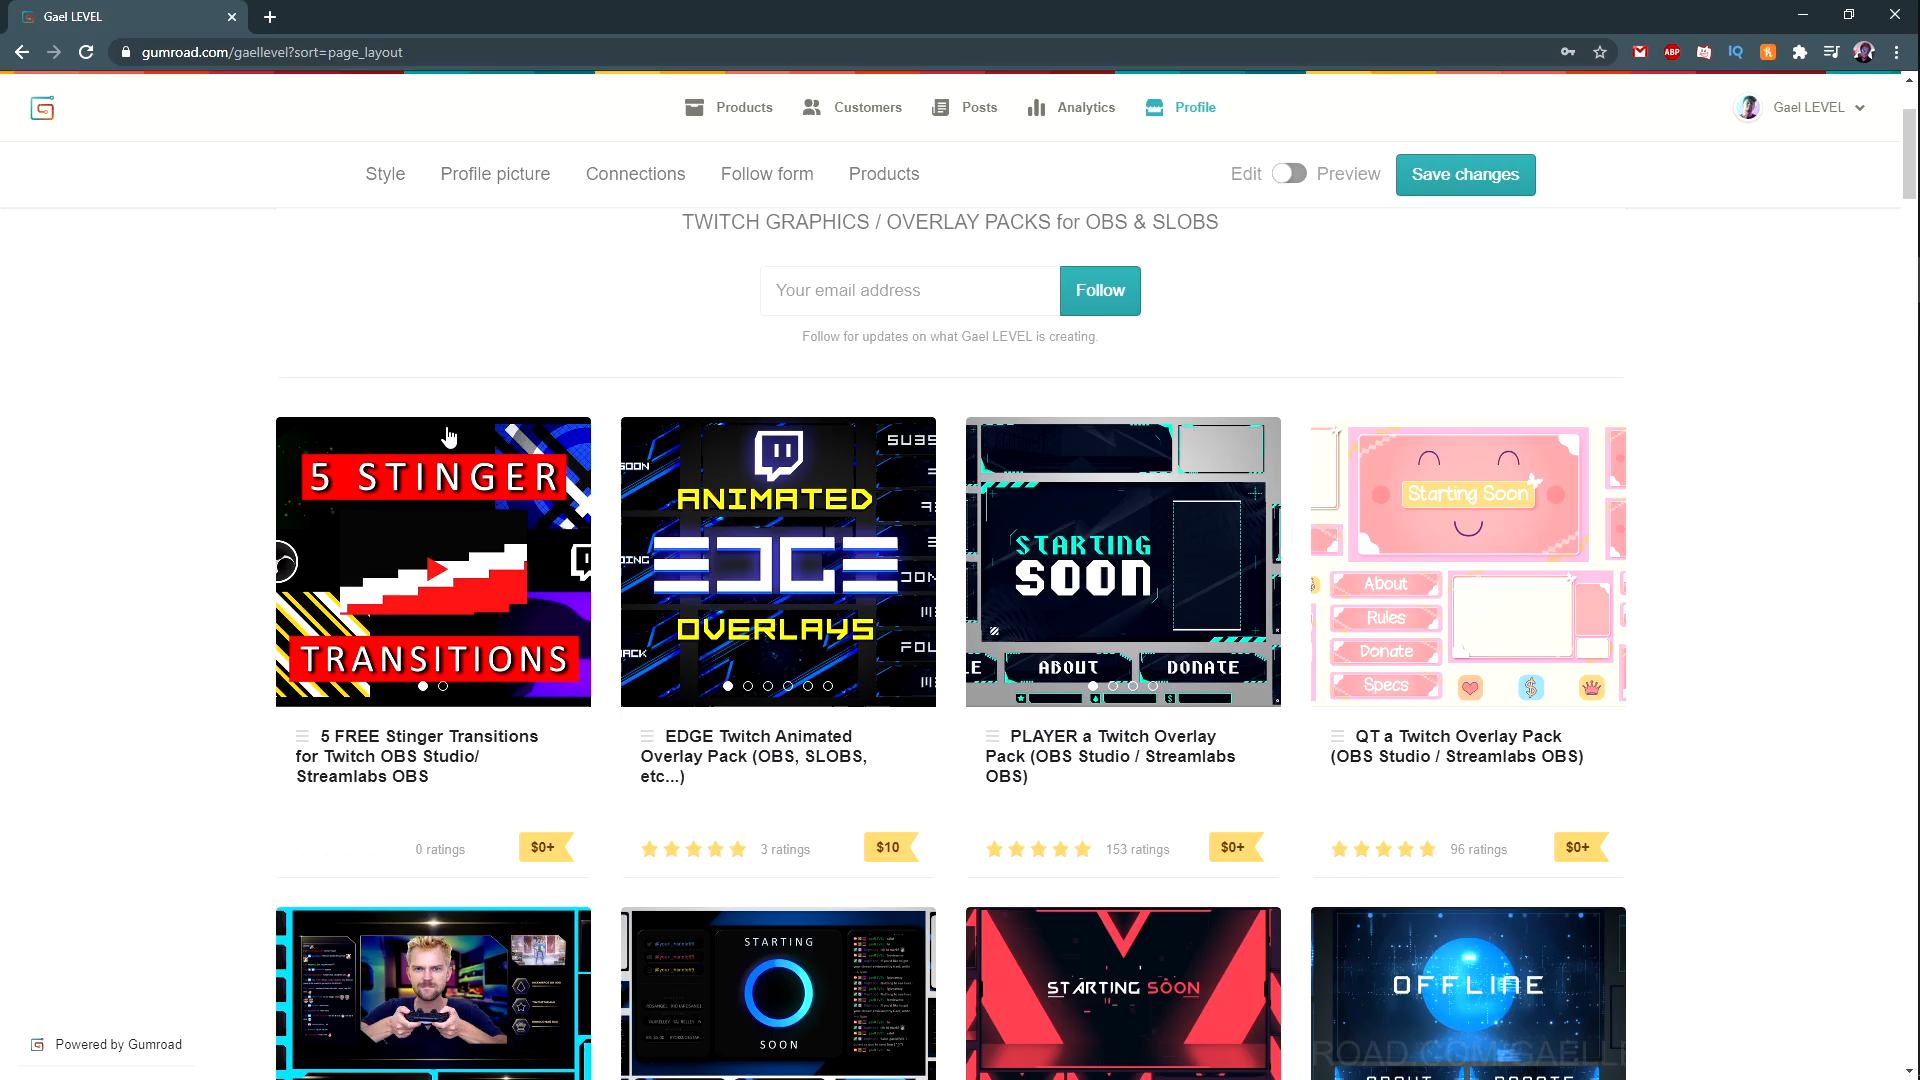 Gael LEVEL
gumroad.com/gaellevel?sort=page_layout
ABP
IQ
Products
Customers
Posts
Analytics
Profile
Gael LEVEL
Style
Profile picture
Connections
Follow form
Products
Edit
Preview
Save changes
TWITCH GRAPHICS / OVERLAY PACKS for OBS & SLOBS
Your email address
Follow
Follow for updates on what Gael LEVEL is creating.
5 STINGER
TRANSITIONS
ANIMATED
EDGE
OVERLAYS
STARTING
SOON
ABOUT
DONATE
Starting Soon
About
Rules
Donate
Specs
5 FREE Stinger Transitions
for Twitch OBS Studio/
Streamlabs OBS
EDGE Twitch Animated
Overlay Pack (OBS, SLOBS,
etc...)
PLAYER a Twitch Overlay
Pack (OBS Studio / Streamlabs
OBS)
QT a Twitch Overlay Pack
(OBS Studio / Streamlabs OBS)
0 ratings
$0+
3 ratings
$10
153 ratings
$0+
96 ratings
$0+
STARTING
SOON
STARTING SOON
OFFLINE
Powered by Gumroad